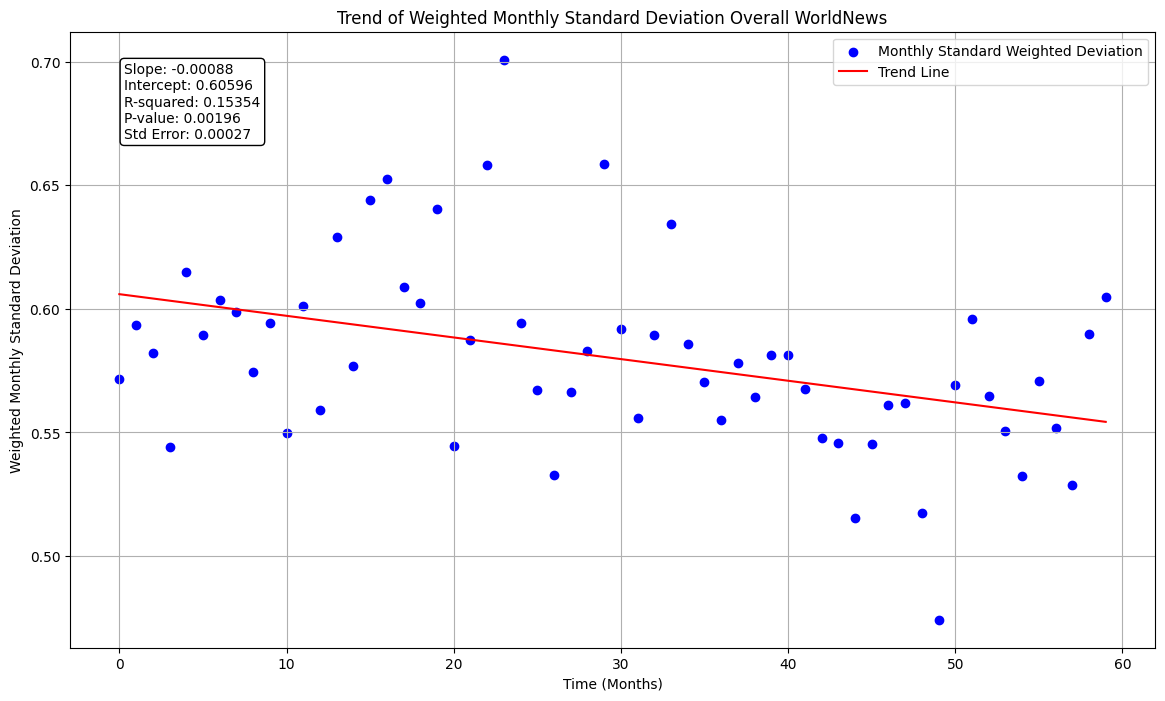 Trend of Weighted Monthly Standard Deviation Overall WorldNews
Slope: -0.00088
Intercept: 0.60596
R-squared: 0.15354
P-value: 0.00196
Std Error: 0.00027
Monthly Standard Weighted Deviation
Trend Line
Weighted Monthly Standard Deviation
0.70
0.65
0.60
0.55
0.50
0
10
20
30
40
50
60
Time (Months)